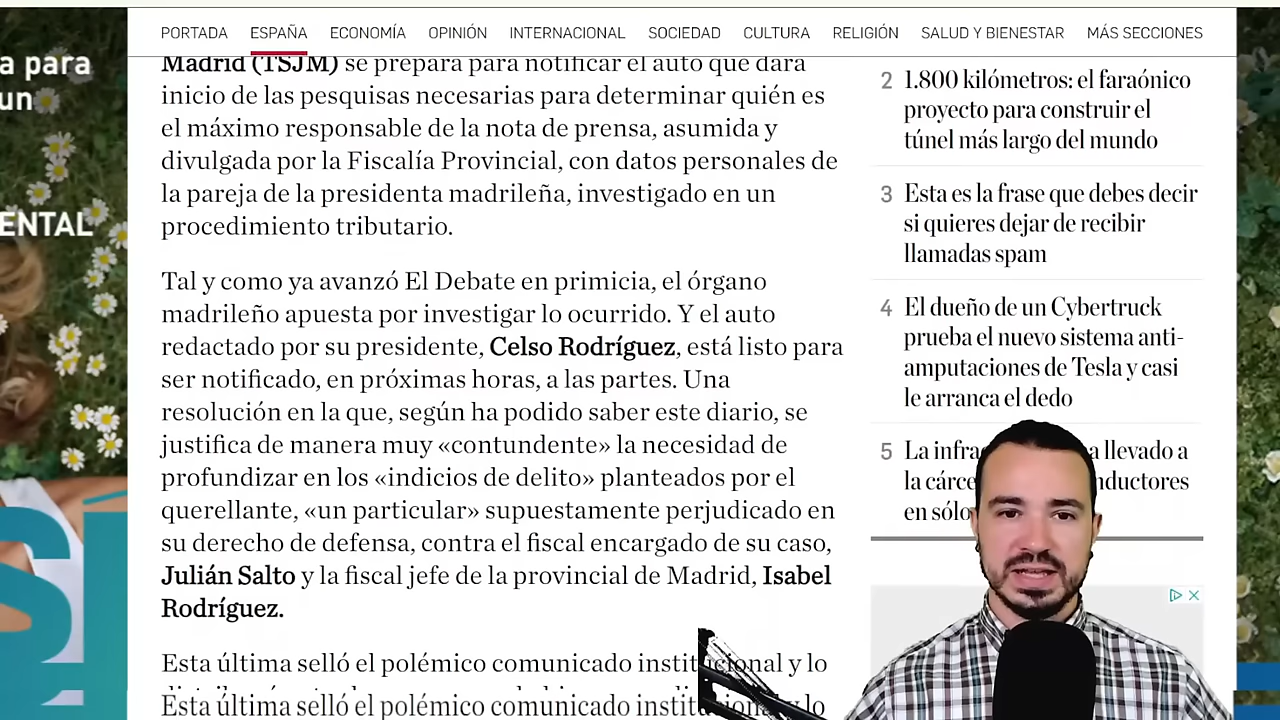 PORTADA ESPAÑA ECONOMÍA OPINIÓN INTERNACIONAL SOCIEDAD CULTURA RELIGIÓN SALUD Y BIENESTAR MÁS SECCIONES
a para
un
ENTAL
Madrid (TSJM) se prepara para notificar el auto que dará
inicio de las pesquisas necesarias para determinar quién es
el máximo responsable de la nota de prensa, asumida y
divulgada por la Fiscalía Provincial, con datos personales de
la pareja de la presidenta madrileña, investigado en un
procedimiento tributario.
Tal y como ya avanzó El Debate en primicia, el órgano
madrileño apuesta por investigar lo ocurrido. Y el auto
redactado por su presidente, Celso Rodríguez, está listo para
ser notificado, en próximas horas, a las partes. Una
resolución en la que, según ha podido saber este diario, se
justifica de manera muy «contundente» la necesidad de
profundizar en los «indicios de delito» planteados por el
querellante, «un particular» supuestamente perjudicado en
su derecho de defensa, contra el fiscal encargado de su caso,
Julián Salto y la fiscal jefe de la provincial de Madrid, Isabel
Rodríguez.
Esta última selló el polémico comunicado institucional y lo
Esta última selló el polémico comunicado institucional y lo
2 1.800 kilómetros: el faraónico
proyecto para construir el
túnel más largo del mundo
3 Esta es la frase que debes decir
si quieres dejar de recibir
llamadas spam
4 El dueño de un Cybertruck
prueba el nuevo sistema anti-
amputaciones de Tesla y casi
le arranca el dedo
5 La infra a llevado a
la cárce nductores
en sólo